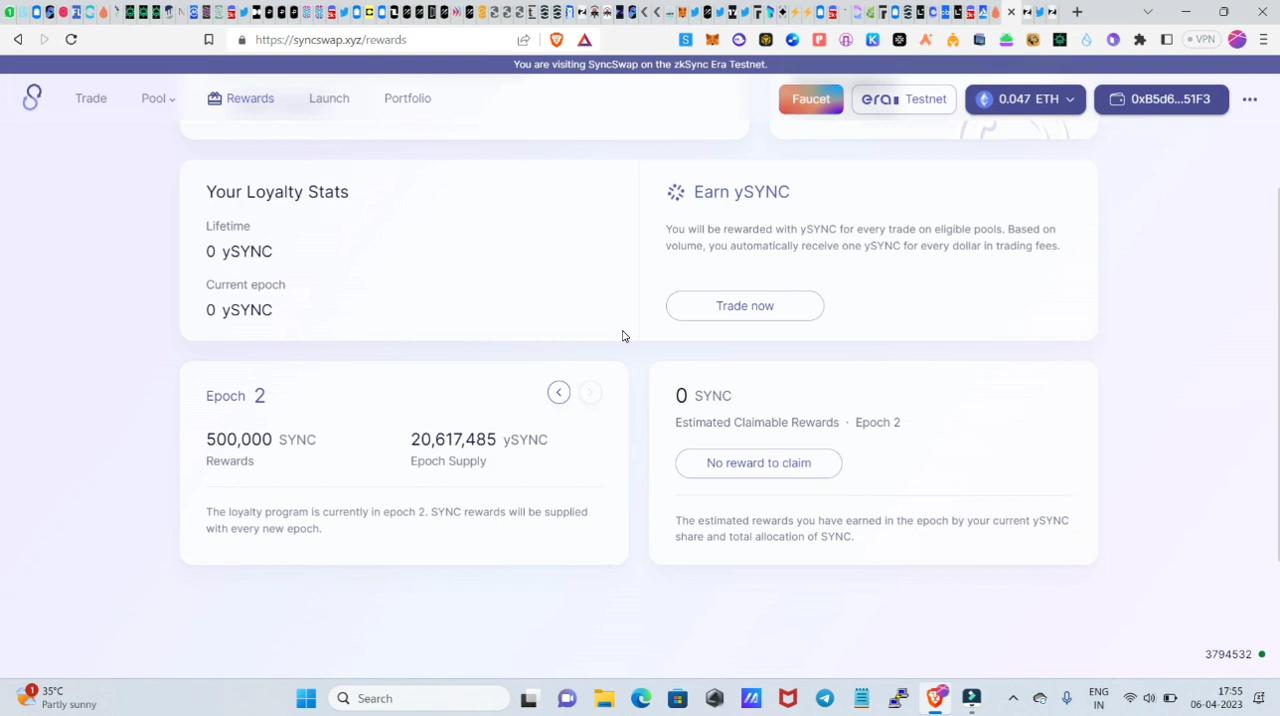 https://syncswap.xyz/rewards
VPN
You are visiting SyncSwap on the zkSync Era Testnet.
Trade Pool Rewards Launch Portfolio Faucet era Testnet 0.047 ETH 0xB5d6...51F3
Your Loyalty Stats
Lifetime
0 ySYNC
Current epoch
0 ySYNC
Earn ySYNC
You will be rewarded with ySYNC for every trade on eligible pools. Based on
volume, you automatically receive one ySYNC for every dollar in trading fees.
Trade now
Epoch 2
500,000 SYNC
Rewards
20,617,485 ySYNC
Epoch Supply
The loyalty program is currently in epoch 2. SYNC rewards will be supplied
with every new epoch.
0 SYNC
Estimated Claimable Rewards · Epoch 2
No reward to claim
The estimated rewards you have earned in the epoch by your current ySYNC
share and total allocation of SYNC.
3794532
1
35°C
Partly sunny
Search
ENG
IN
17:55
06-04-2023